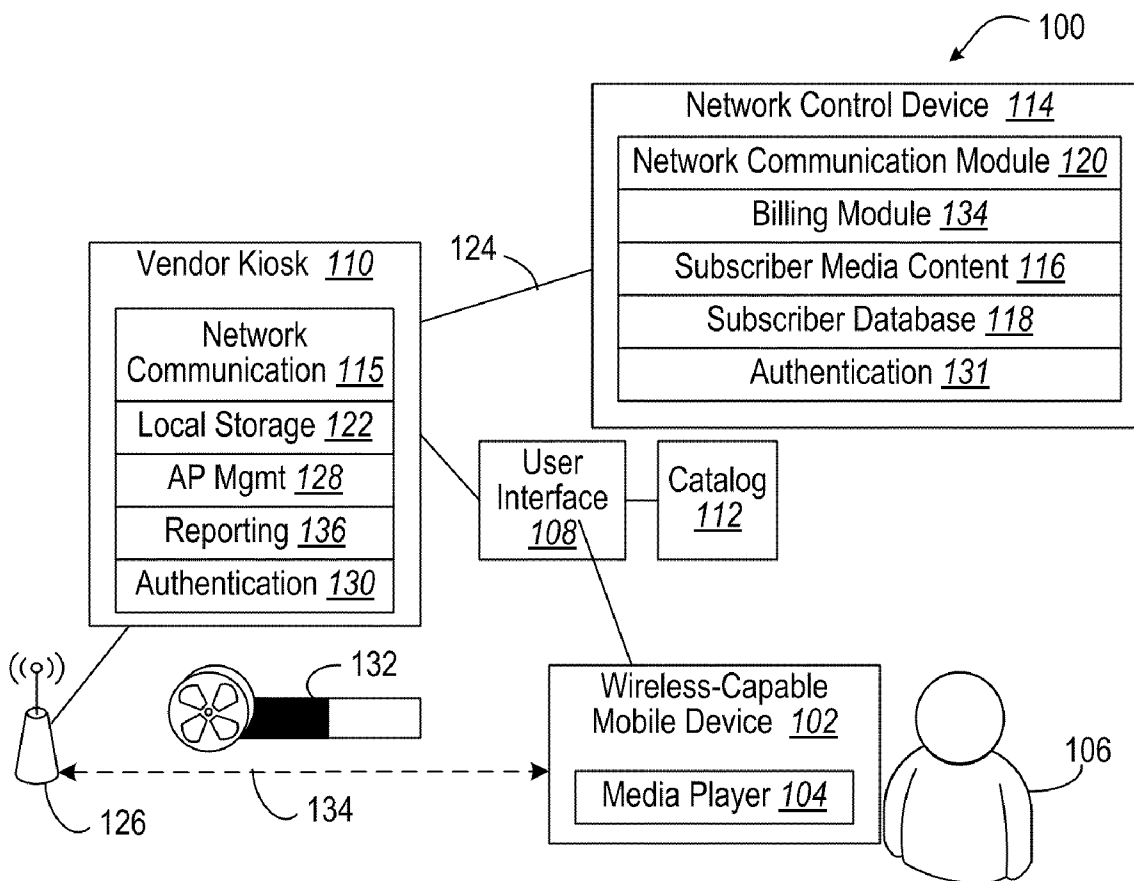 100
Network Control Device 114
Network Communication Module 120
Billing Module 134
Subscriber Media Content 116
Subscriber Database 118
Authentication 131
124
Vendor Kiosk 110
Network
Communication 115
Local Storage 122
AP Mgmt 128
Reporting 136
Authentication 130
User
Interface
108
Catalog
112
132
Wireless-Capable
Mobile Device 102
Media Player 104
106
126
134